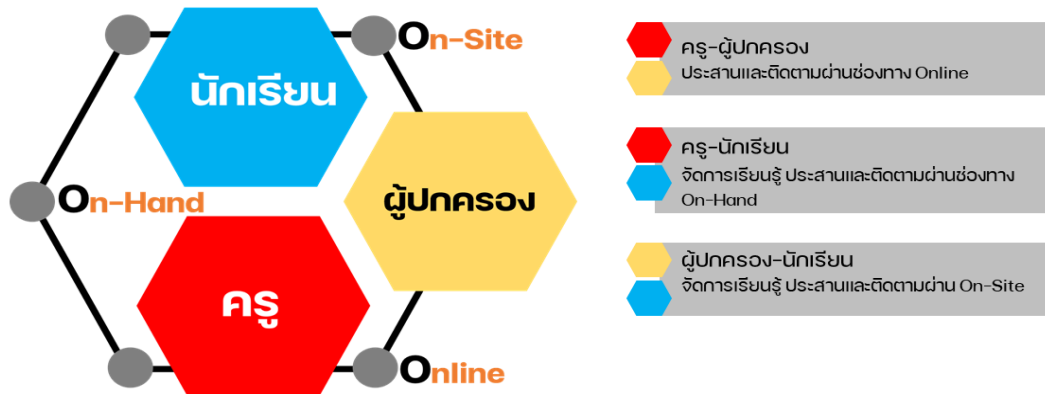 On-Site
นักเรียน
On-Hand
ผู้ปกครอง
ครู
Online
ครู-ผู้ปกครอง
ประสานและติดตามผ่านช่องทาง Online
ครู-นักเรียน
จัดการเรียนรู้ ประสานและติดตามผ่านช่องทาง
On-Hand
ผู้ปกครอง-นักเรียน
จัดการเรียนรู้ ประสานและติดตามผ่าน On-Site